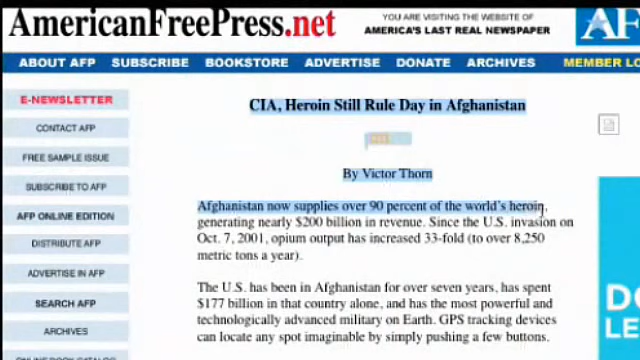 AmericanFreePress.net
YOU ARE VISITING THE WEBSITE OF
AMERICA'S LAST REAL NEWSPAPER
AF
ABOUT AFP SUBSCRIBE BOOKSTORE ADVERTISE DONATE ARCHIVES MEMBER LO
E-NEWSLETTER
CONTACT AFP
FREE SAMPLE ISSUE
SUBSCRIBE TO AFP
AFP ONLINE EDITION
DISTRIBUTE AFP
ADVERTISE IN AFP
SEARCH AFP
ARCHIVES
CIA, Heroin Still Rule Day in Afghanistan
By Victor Thorn
Afghanistan now supplies over 90 percent of the world's heroin,
generating nearly $200 billion in revenue. Since the U.S. invasion on
Oct. 7, 2001, opium output has increased 33-fold (to over 8,250
metric tons a year).
The U.S. has been in Afghanistan for over seven years, has spent
$177 billion in that country alone, and has the most powerful and
technologically advanced military on Earth. GPS tracking devices
can locate any spot imaginable by simply pushing a few buttons.
DO
LE